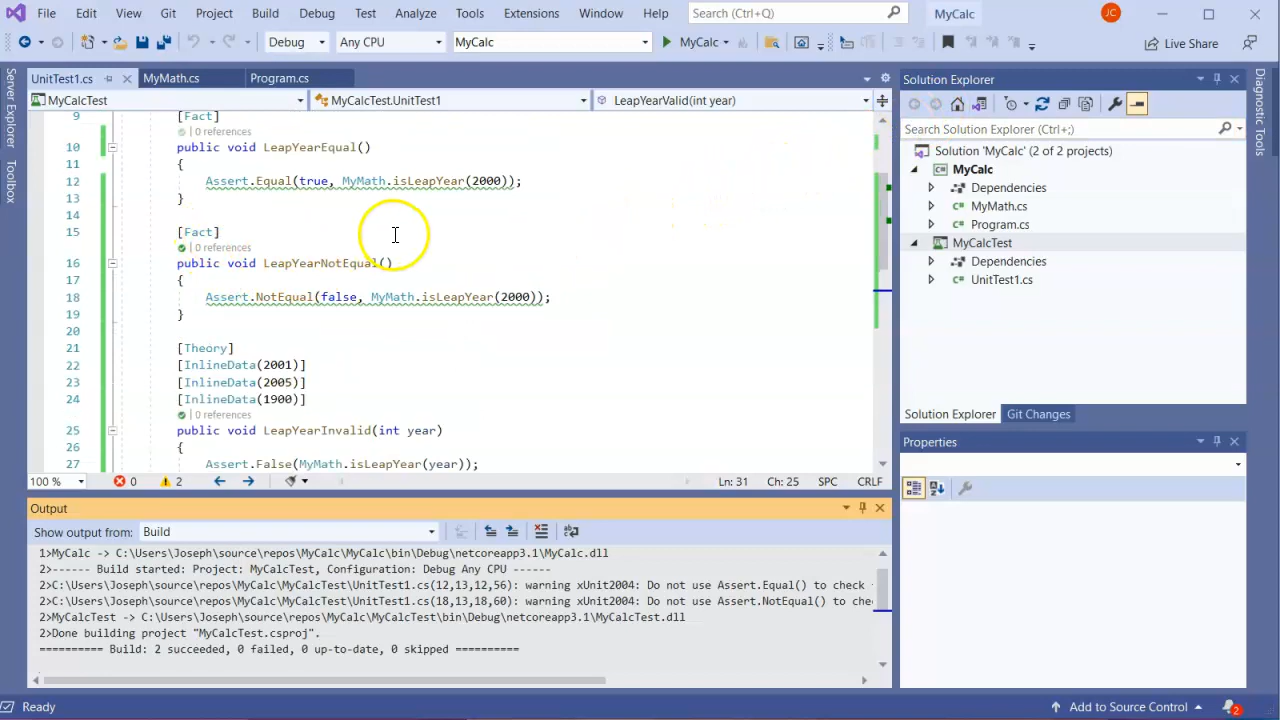 File Edit View Git Project Build Debug Test Analyze Tools Extensions Window Help Search (Ctrl+Q) MyCalc JC
Debug Any CPU MyCalc MyCalc Live Share
Server Explorer
Toolbox
UnitTest1.cs MyMath.cs Program.cs
MyCalcTest MyCalcTest.UnitTest1 LeapYearValid(int year)
9 [Fact]
0 references
10 public void LeapYearEqual()
11 {
12 Assert.Equal(true, MyMath.isLeapYear(2000));
13 }
14
15 [Fact]
0 references
16 public void LeapYearNotEqual()
17 {
18 Assert.NotEqual(false, MyMath.isLeapYear(2000));
19 }
20
21 [Theory]
22 [InlineData(2001)]
23 [InlineData(2005)]
24 [InlineData(1900)]
0 references
25 public void LeapYearInvalid(int year)
26 {
27 Assert.False(MyMath.isLeapYear(year));
100 % 0 2 Ln: 31 Ch: 25 SPC CRLF
Output
Show output from: Build
1>MyCalc -> C:\Users\Joseph\source\repos\MyCalc\MyCalc\bin\Debug\netcoreapp3.1\MyCalc.dll
2>------ Build started: Project: MyCalcTest, Configuration: Debug Any CPU ------
2>C:\Users\Joseph\source\repos\MyCalc\MyCalcTest\UnitTest1.cs(12,13,12,56): warning xUnit2004: Do not use Assert.Equal() to check
2>C:\Users\Joseph\source\repos\MyCalc\MyCalcTest\UnitTest1.cs(18,13,18,60): warning xUnit2004: Do not use Assert.NotEqual() to che
2>MyCalcTest -> C:\Users\Joseph\source\repos\MyCalc\MyCalcTest\bin\Debug\netcoreapp3.1\MyCalcTest.dll
2>Done building project "MyCalcTest.csproj".
========== Build: 2 succeeded, 0 failed, 0 up-to-date, 0 skipped ==========
Solution Explorer
Search Solution Explorer (Ctrl+;)
Solution 'MyCalc' (2 of 2 projects)
MyCalc
Dependencies
MyMath.cs
Program.cs
MyCalcTest
Dependencies
UnitTest1.cs
Solution Explorer Git Changes
Properties
Diagnostic Tools
Ready Add to Source Control 2